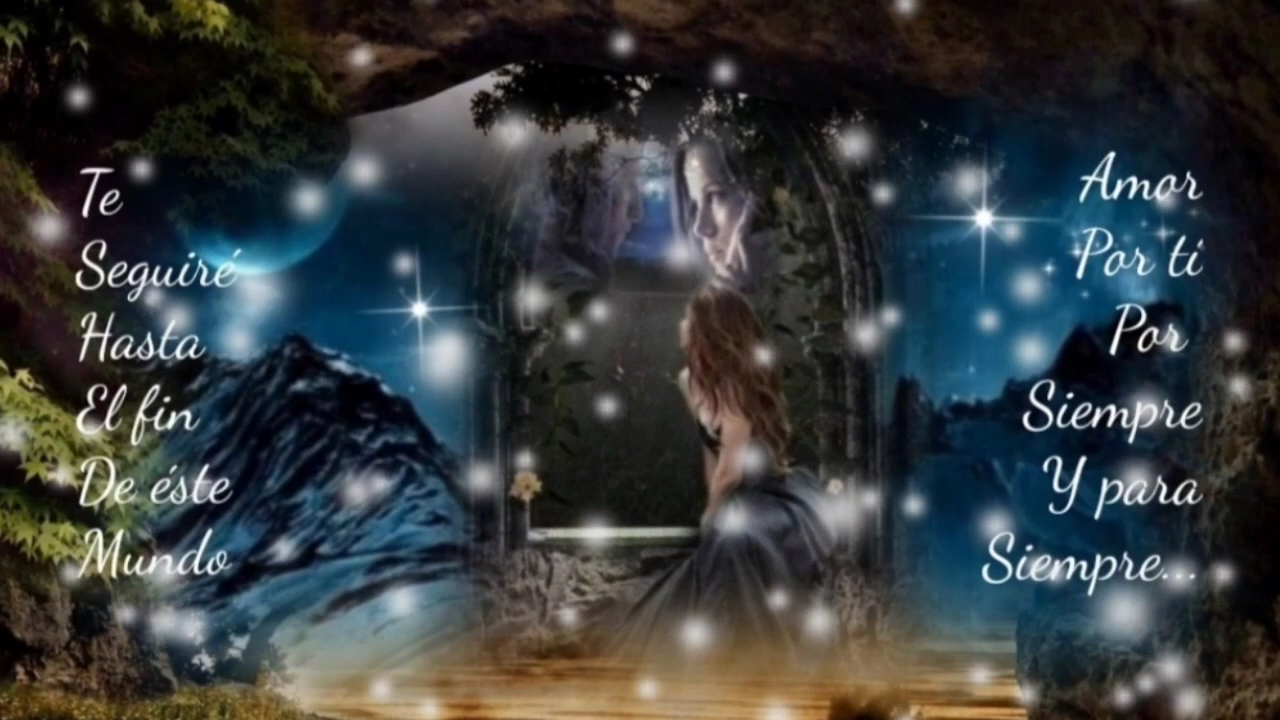 Te
Seguiré
Hasta
El fin
De éste
Mundo
Amor
Por ti
Por
Siempre
Y para
Siempre...